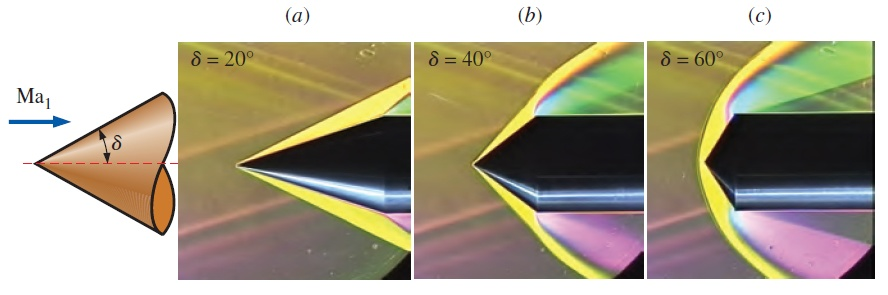 (a)
(b)
(c)
δ = 20°
δ = 40°
δ = 60°
Ma₁
δ